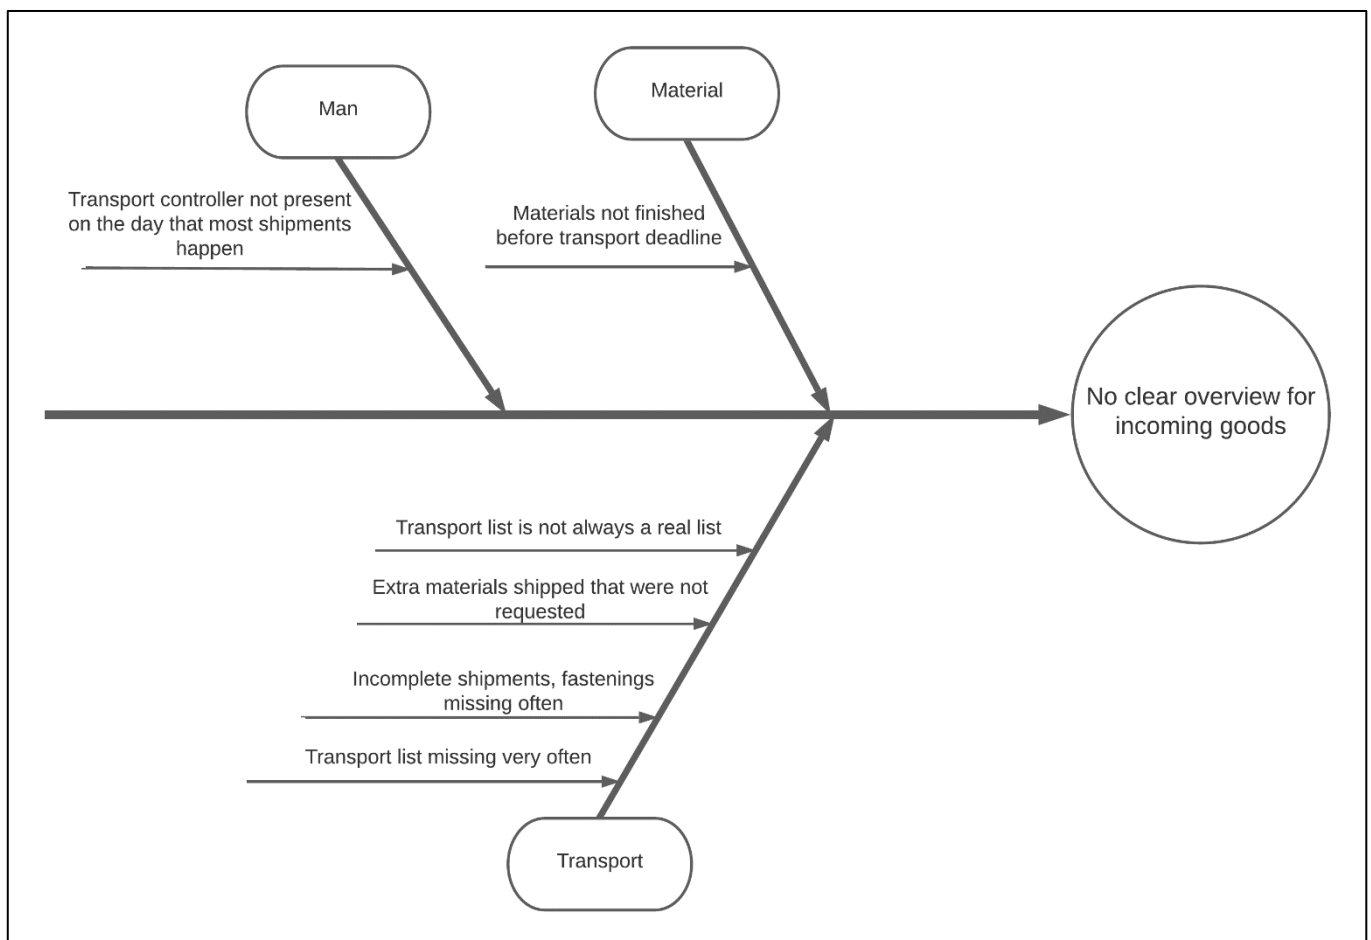 Man
Material
Transport controller not present
on the day that most shipments
happen
Materials not finished
before transport deadline
No clear overview for
incoming goods
Transport list is not always a real list
Extra materials shipped that were not
requested
Incomplete shipments, fastenings
missing often
Transport list missing very often
Transport